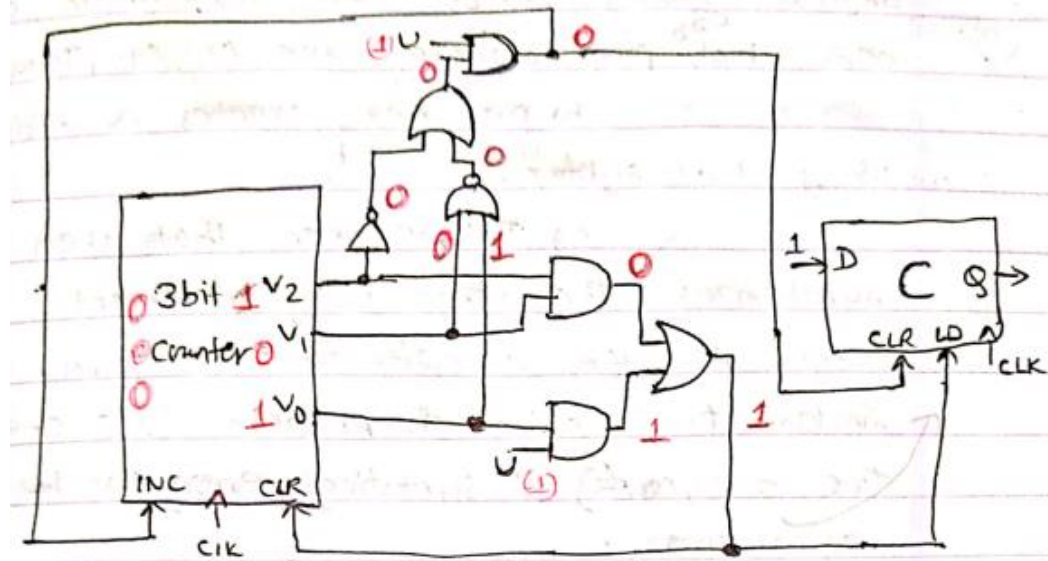 (1) U
0
0
0
0
0 1
0 3bit 1 V2
0 Counter 0 V1
0
1 V0
0
1
1
U (1)
INC CLR
CLK
1 D C Q
CLR LD
CLK